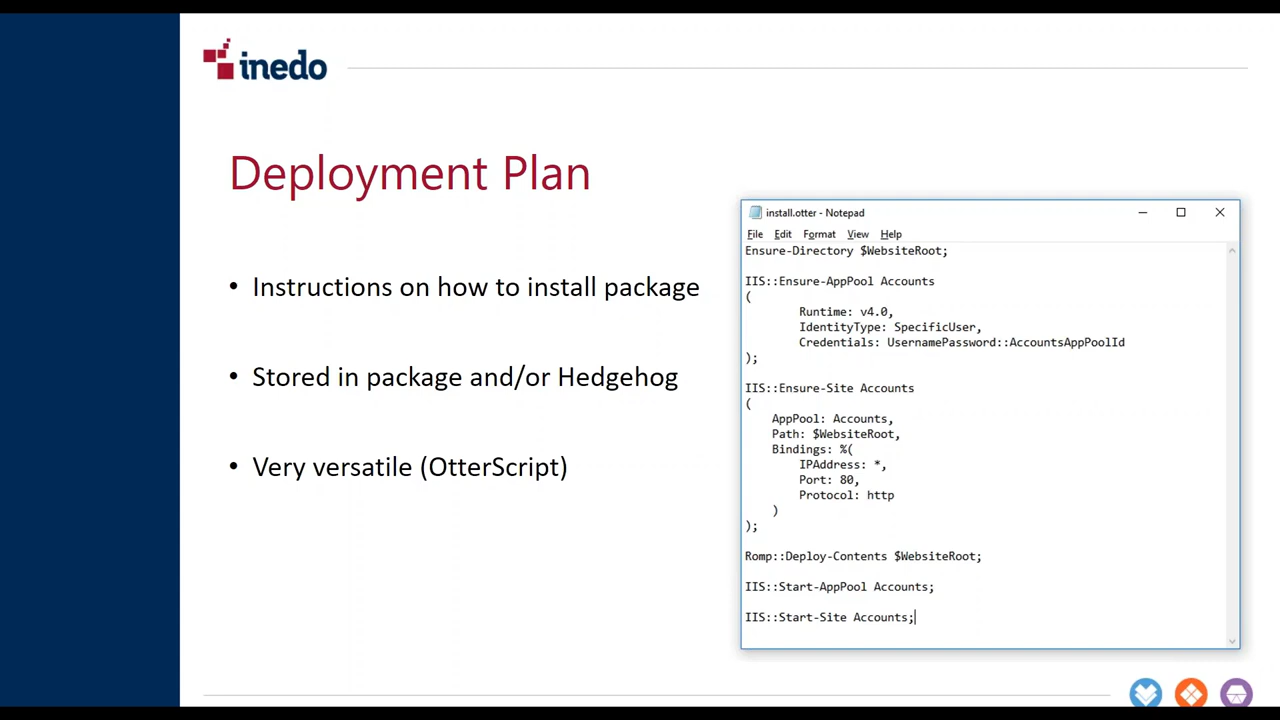 inedo
Deployment Plan
• Instructions on how to install package
• Stored in package and/or Hedgehog
• Very versatile (OtterScript)
install.otter - Notepad
File Edit Format View Help
Ensure-Directory $WebsiteRoot;
IIS::Ensure-AppPool Accounts
(
Runtime: v4.0,
IdentityType: SpecificUser,
Credentials: UsernamePassword::AccountsAppPoolId
);
IIS::Ensure-Site Accounts
(
AppPool: Accounts,
Path: $WebsiteRoot,
Bindings: %(
IPAddress: *,
Port: 80,
Protocol: http
)
);
Romp::Deploy-Contents $WebsiteRoot;
IIS::Start-AppPool Accounts;
IIS::Start-Site Accounts;